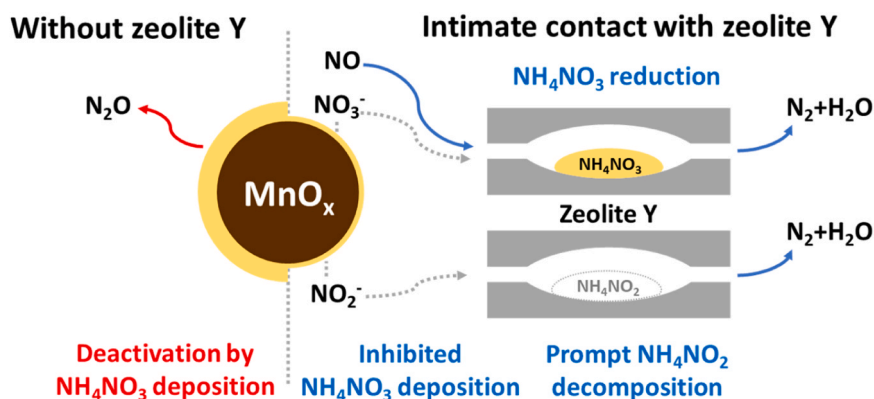 Without zeolite Y
Intimate contact with zeolite Y
N₂O
MnOₓ
Deactivation by
NH₄NO₃ deposition
NO
NO₃⁻
NO₂⁻
Inhibited
NH₄NO₃ deposition
NH₄NO₃ reduction
NH₄NO₃
N₂+H₂O
Zeolite Y
NH₄NO₂
N₂+H₂O
Prompt NH₄NO₂
decomposition